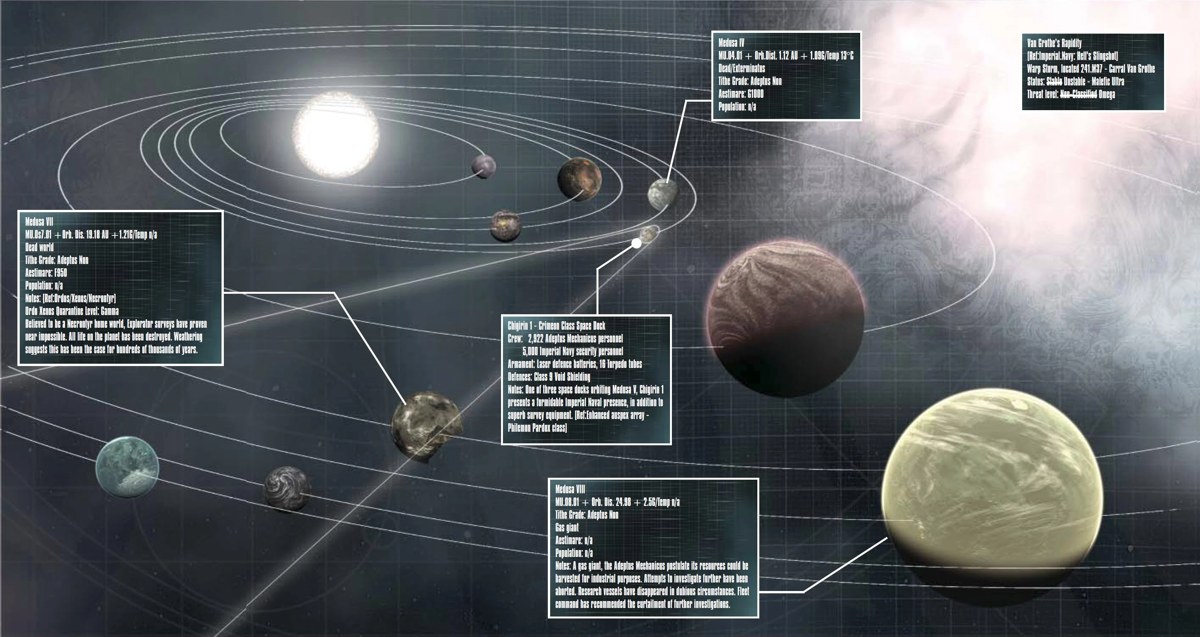 Medusa IV
MU.04.01 + Orb.Dist. 1.12 AU + 1.09G/Temp 13°C
Dead/Exterminatus
Tithe Grade: Adeptus Non
Aestimare: G1000
Population: n/a
Van Grothe's Rapidity
[Ref:Imperial.Navy: Hell's Slingshot]
Warp Storm, located 241.M37 - Corral Van Grothe
Status: Stable Unstable - Malefic Ultra
Threat level: Non-Classified Omega
Medusa VII
MU.Bs7.01 + Orb. Dis. 19.18 AU +1.21G/Temp n/a
Dead world
Tithe Grade: Adeptus Non
Aestimare: F950
Population: n/a
Notes: [Ref:Ordus/Xenos/Necrontyr]
Ordo Xenos Quarantine Level: Gamma
Believed to be a Necrontyr home world, Explorator surveys have proven
near impossible. All life on the planet has been destroyed. Weathering
suggests this has been the case for hundreds of thousands of years.
Chigirin 1 - Crimeon Class Space Dock
Crew: 2,022 Adeptus Mechanicus personnel
5,000 Imperial Navy security personnel
Armament: Laser defence batteries, 16 Torpedo tubes
Defences: Class 9 Void Shielding
Notes: One of three space docks orbiting Medusa V, Chigirin 1
presents a formidable Imperial Naval presence, in addition to
superb survey equipment. [Ref:Enhanced auspex array -
Philemon Pardox class]
Medusa VIII
MU.08.01 + Orb. Dis. 24.98 + 2.5G/Temp n/a
Tithe Grade: Adeptus Non
Gas giant
Aestimare: n/a
Population: n/a
Notes: A gas giant, the Adeptus Mechanicus postulate its resources could be
harvested for industrial purposes. Attempts to investigate further have been
aborted. Research vessels have disappeared in dubious circumstances. Fleet
command has recommended the curtailment of further investigations.